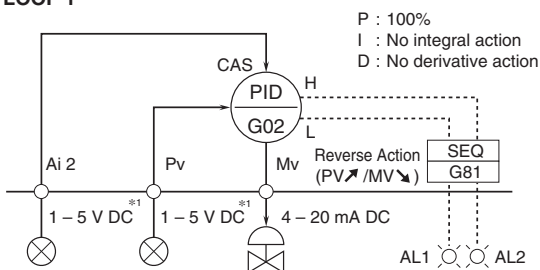 LOOP 1
P : 100%
I : No integral action
D : No derivative action
CAS
PID
G02
H
L
Ai 2
Pv
Mv
Reverse Action
(PV↗/MV↘)
SEQ
G81
1 – 5 V DC*1
1 – 5 V DC*1
4 – 20 mA DC
AL1
AL2